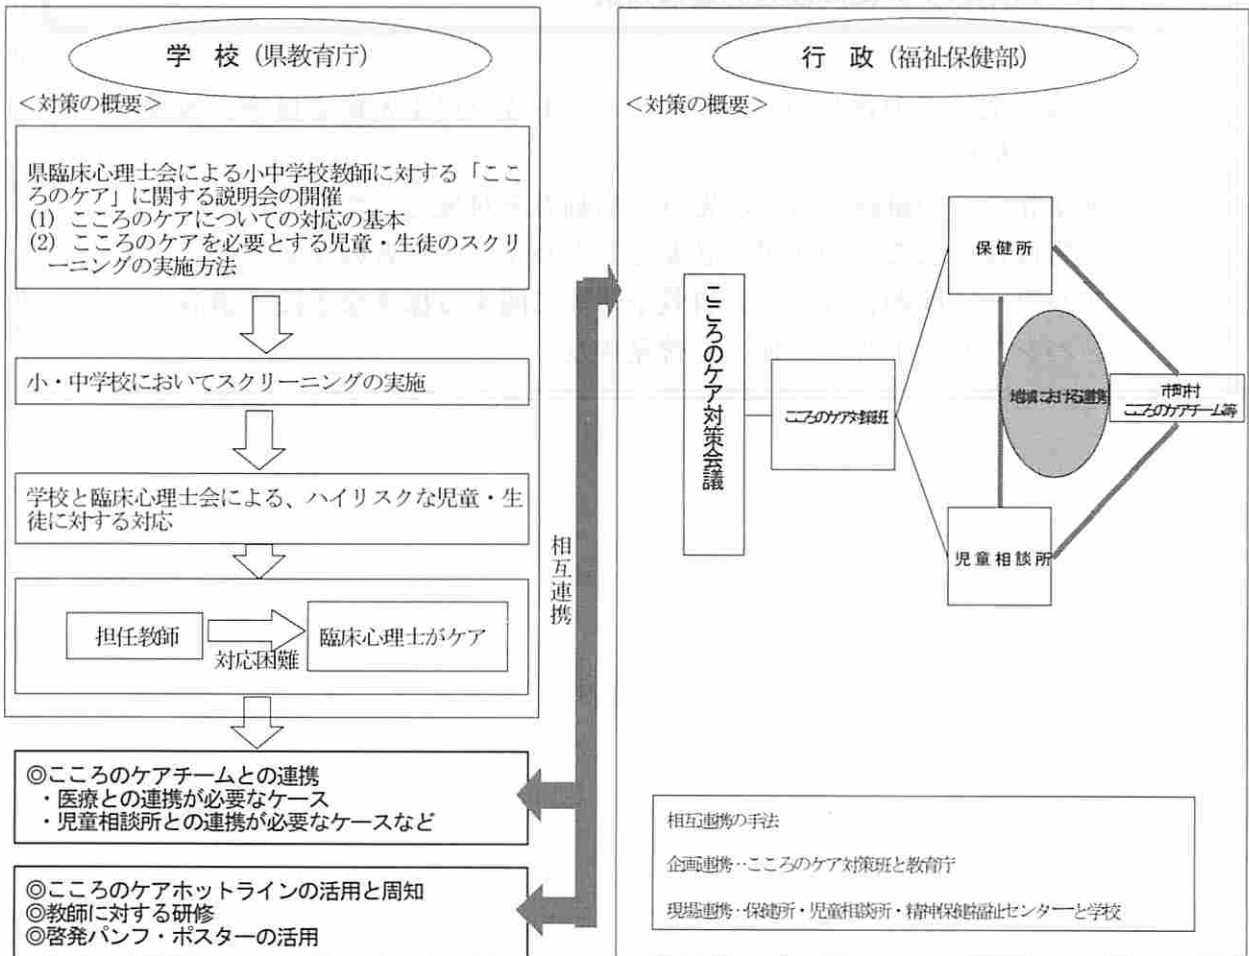 学 校（県教育庁）
＜対策の概要＞
県臨床心理士会による小中学校教師に対する「ここ
ろのケア」に関する説明会の開催
(1) こころのケアについての対応の基本
(2) こころのケアを必要とする児童・生徒のスクリ
ーニングの実施方法
小・中学校においてスクリーニングの実施
学校と臨床心理士会による、ハイリスクな児童・生
徒に対する対応
担任教師
対応困難
臨床心理士がケア
◎こころのケアチームとの連携
・医療との連携が必要なケース
・児童相談所との連携が必要なケースなど
◎こころのケアホットラインの活用と周知
◎教師に対する研修
◎啓発パンフ・ポスターの活用
相互連携
行 政（福祉保健部）
＜対策の概要＞
こころのケア対策会議
こころのケア対策班
保健所
地域における連携
市町村
こころのケアチーム等
児童相談所
相互連携の手法
企画連携‥こころのケア対策班と教育庁
現場連携‥保健所・児童相談所・精神保健福祉センターと学校